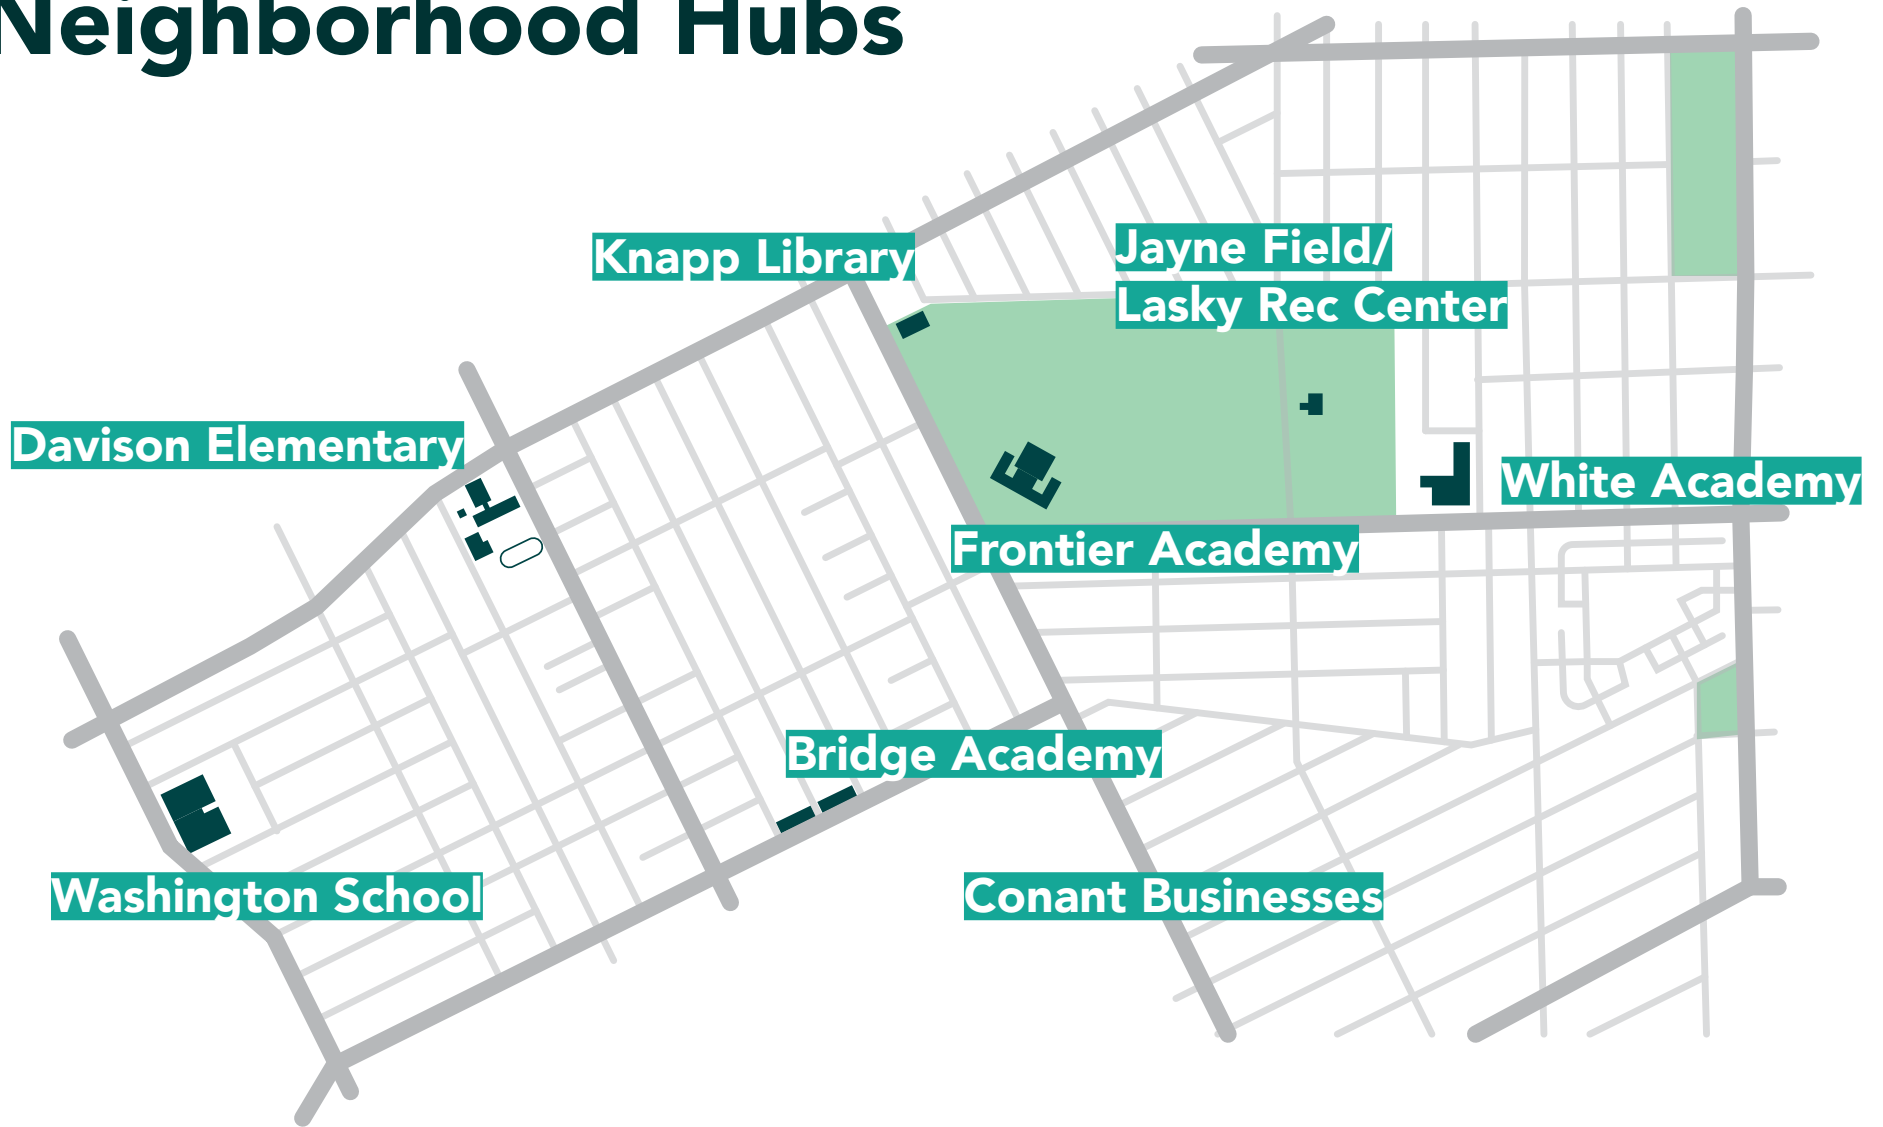 Neighborhood Hubs
Knapp Library
Jayne Field/
Lasky Rec Center
Davison Elementary
White Academy
Frontier Academy
Bridge Academy
Washington School
Conant Businesses